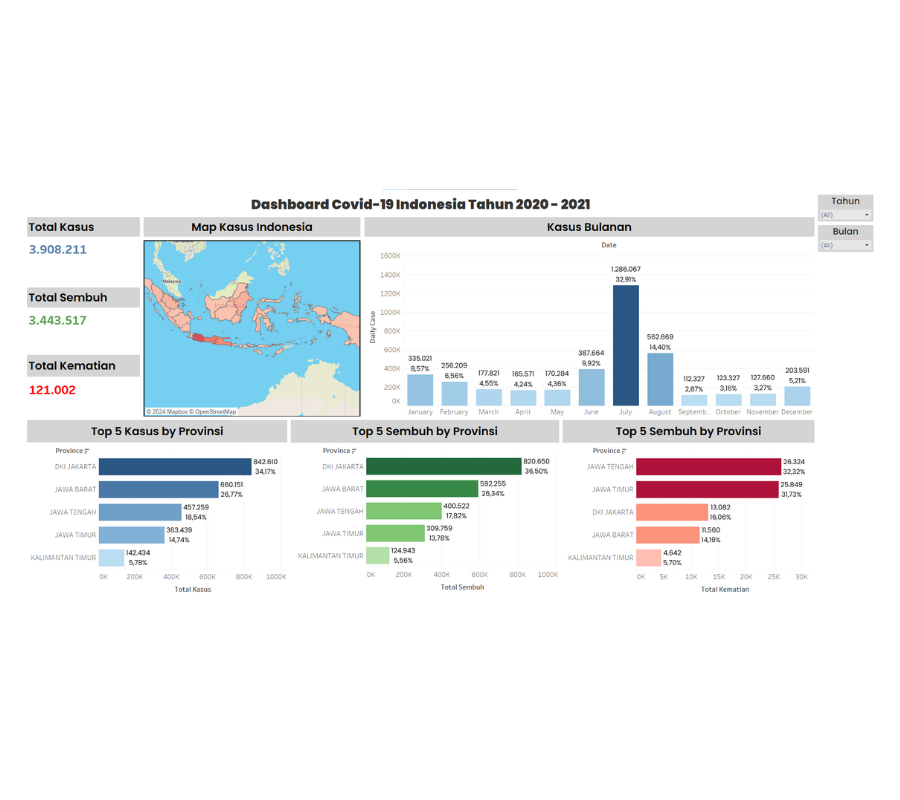 Dashboard Covid-19 Indonesia Tahun 2020 - 2021
Tahun
(All)
Bulan
(All)
Total Kasus
3.908.211
Total Sembuh
3.443.517
Total Kematian
121.002
Map Kasus Indonesia
Malaysia
© 2024 Mapbox © OpenStreetMap
Kasus Bulanan
Date
Daily Case
1600K
1400K
1200K
1000K
800K
600K
400K
200K
0K
335.021
8,57%
256.209
6,56%
177.821
4,55%
165.571
4,24%
170.284
4,36%
387.664
9,92%
1.286.067
32,91%
562.669
14,40%
112.327
2,87%
123.327
3,16%
127.660
3,27%
203.591
5,21%
January February March April May June July August Septemb.. October November December
Top 5 Kasus by Provinsi
Province
DKI JAKARTA
842.610
34,17%
JAWA BARAT
660.151
26,77%
JAWA TENGAH
457.259
18,54%
JAWA TIMUR
363.439
14,74%
KALIMANTAN TIMUR
142.434
5,78%
0K 200K 400K 600K 800K 1000K
Total Kasus
Top 5 Sembuh by Provinsi
Province
DKI JAKARTA
820.650
36,50%
JAWA BARAT
592.255
26,34%
JAWA TENGAH
400.522
17,82%
JAWA TIMUR
309.759
13,78%
KALIMANTAN TIMUR
124.943
5,56%
0K 200K 400K 600K 800K 1000K
Total Sembuh
Top 5 Sembuh by Provinsi
Province
JAWA TENGAH
26.324
32,32%
JAWA TIMUR
25.849
31,73%
DKI JAKARTA
13.082
16,06%
JAWA BARAT
11.560
14,19%
KALIMANTAN TIMUR
4.642
5,70%
0K 5K 10K 15K 20K 25K 30K
Total Kematian